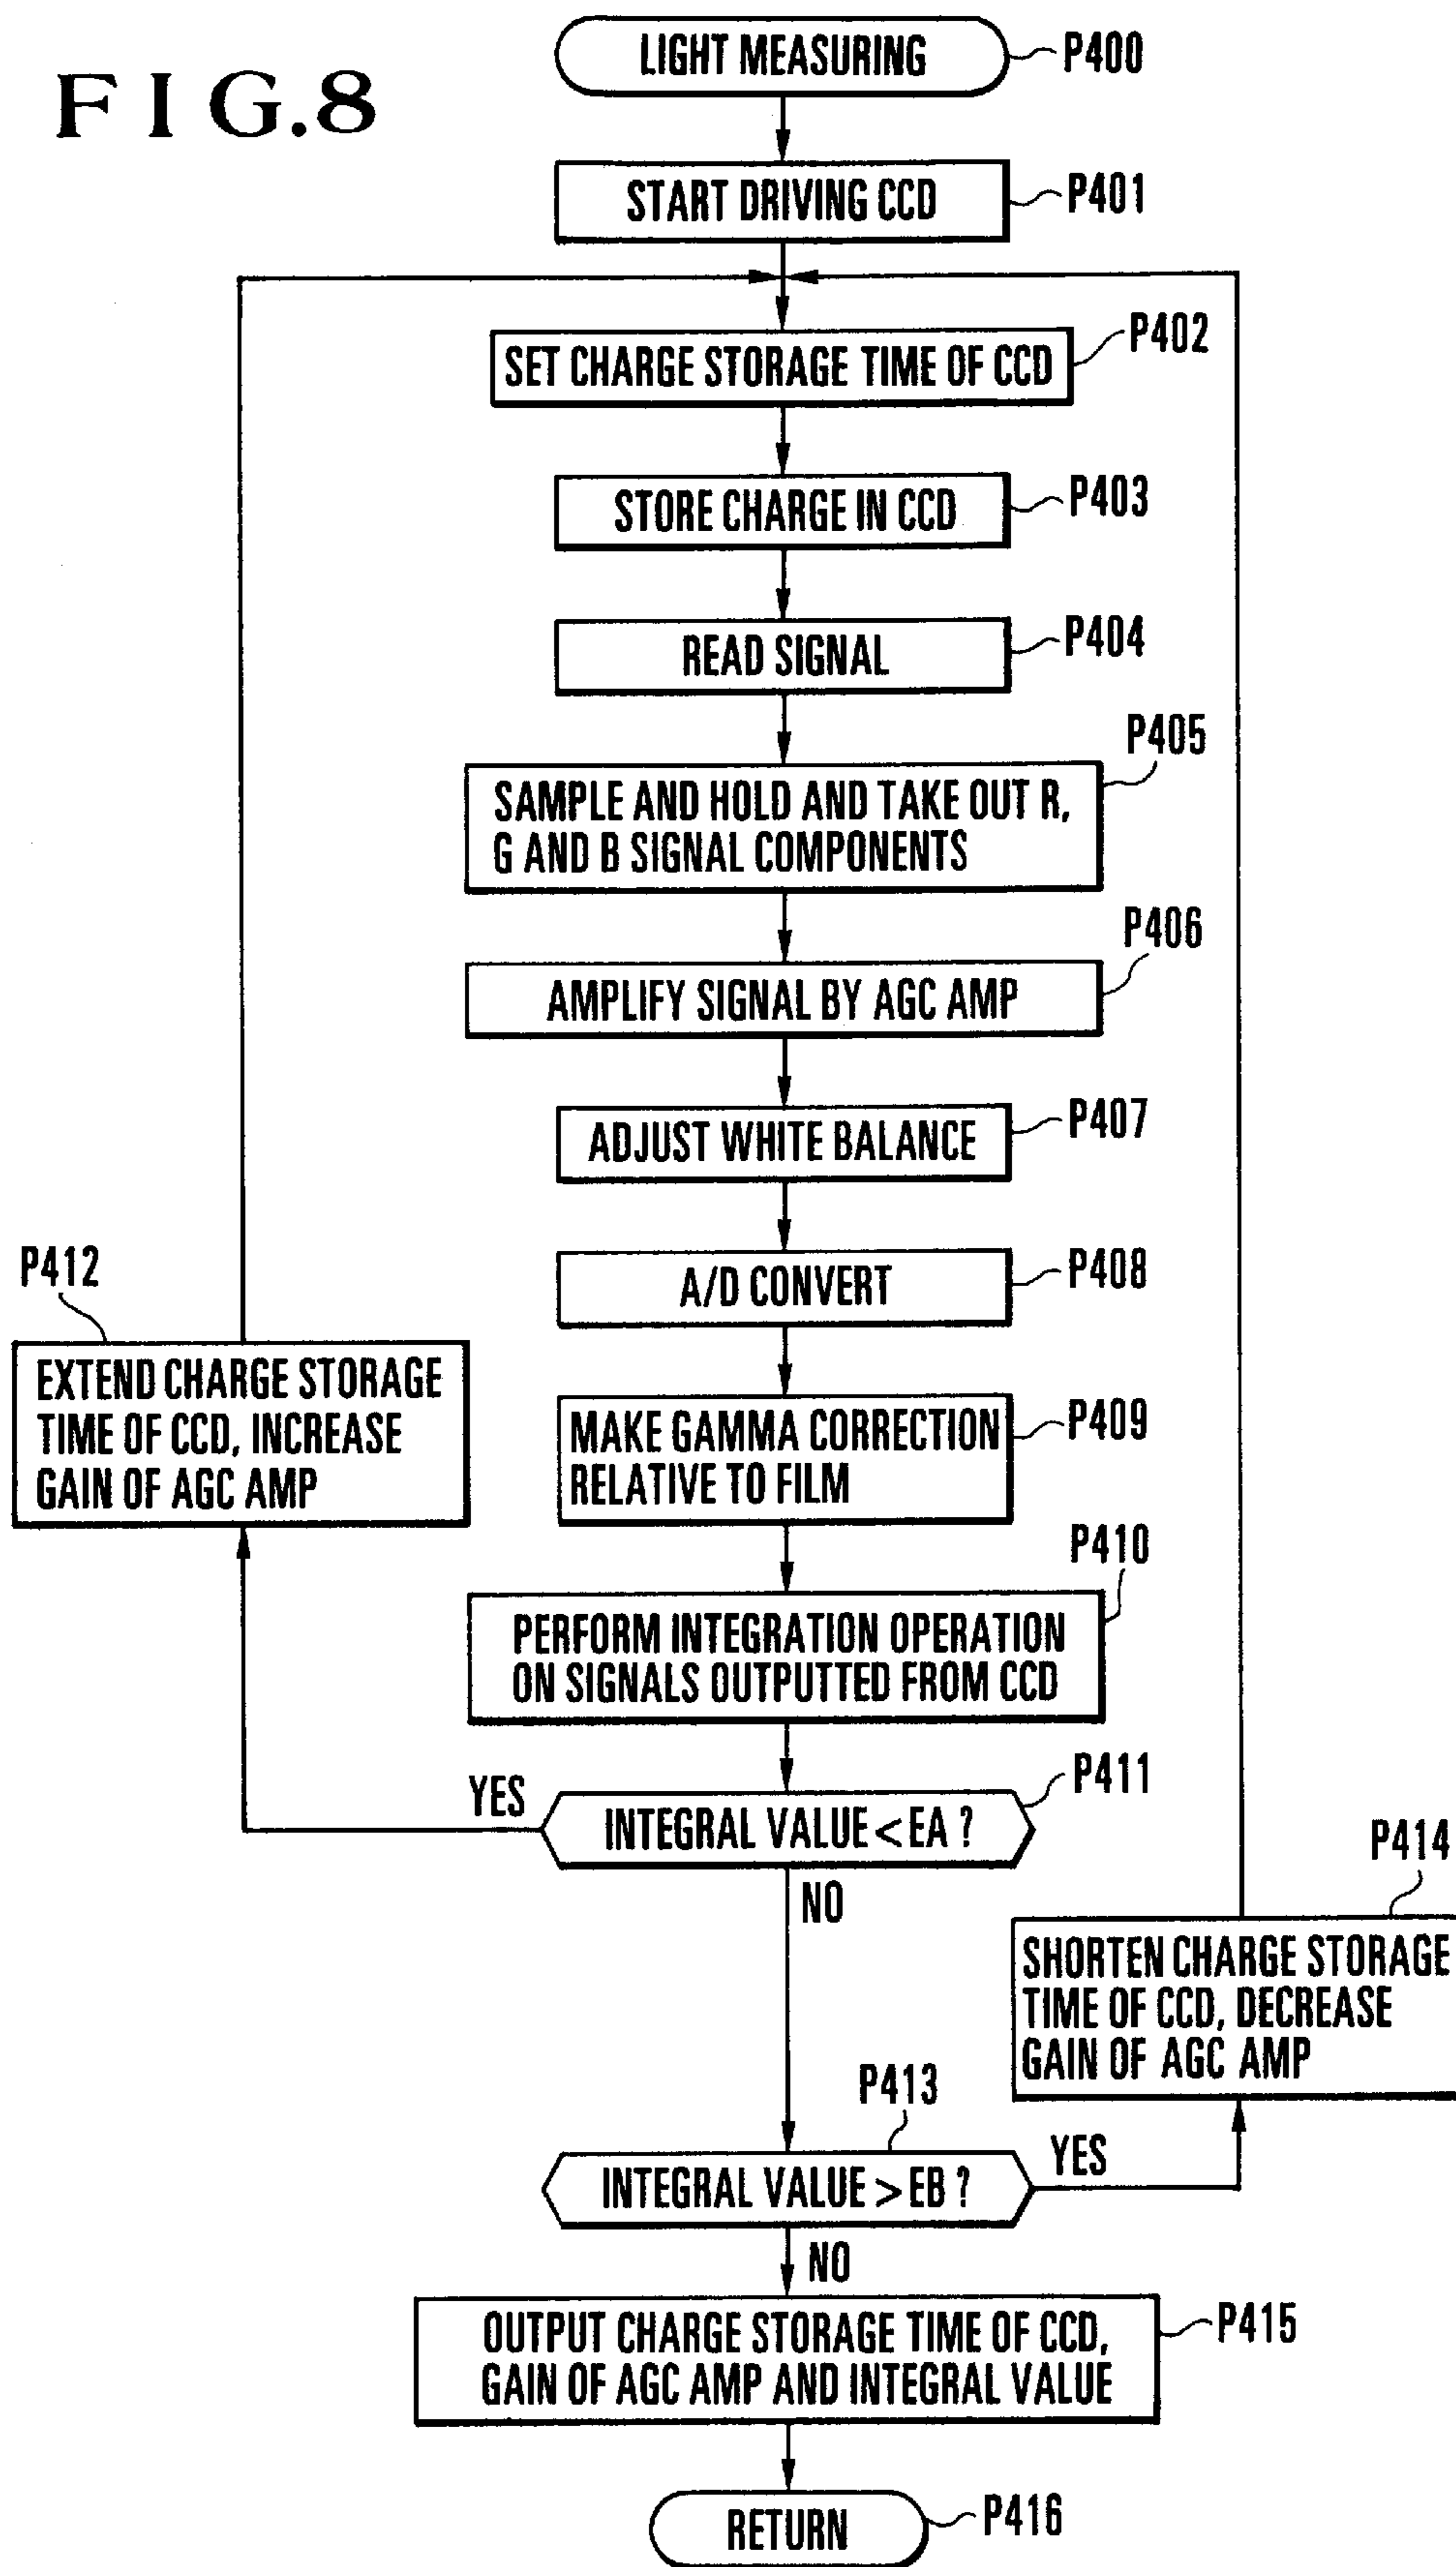 FIG.8
LIGHT MEASURING
P400
START DRIVING CCD
P401
SET CHARGE STORAGE TIME OF CCD
P402
STORE CHARGE IN CCD
P403
READ SIGNAL
P404
SAMPLE AND HOLD AND TAKE OUT R,
G AND B SIGNAL COMPONENTS
P405
AMPLIFY SIGNAL BY AGC AMP
P406
ADJUST WHITE BALANCE
P407
A/D CONVERT
P408
MAKE GAMMA CORRECTION
RELATIVE TO FILM
P409
PERFORM INTEGRATION OPERATION
ON SIGNALS OUTPUTTED FROM CCD
P410
INTEGRAL VALUE < EA ?
P411
YES
NO
P412
EXTEND CHARGE STORAGE
TIME OF CCD, INCREASE
GAIN OF AGC AMP
INTEGRAL VALUE > EB ?
P413
YES
NO
P414
SHORTEN CHARGE STORAGE
TIME OF CCD, DECREASE
GAIN OF AGC AMP
OUTPUT CHARGE STORAGE TIME OF CCD,
GAIN OF AGC AMP AND INTEGRAL VALUE
P415
RETURN
P416